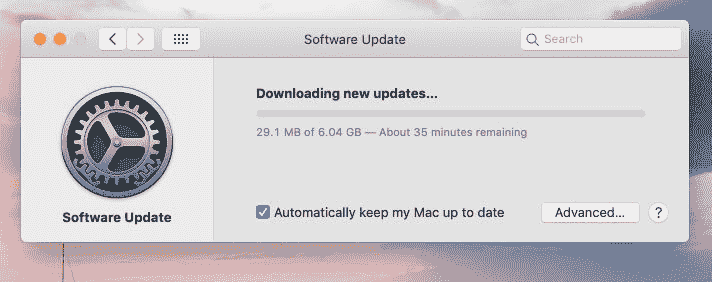 Software Update
Search
Downloading new updates...
29.1 MB of 6.04 GB — About 35 minutes remaining
Software Update
Automatically keep my Mac up to date
Advanced...
?